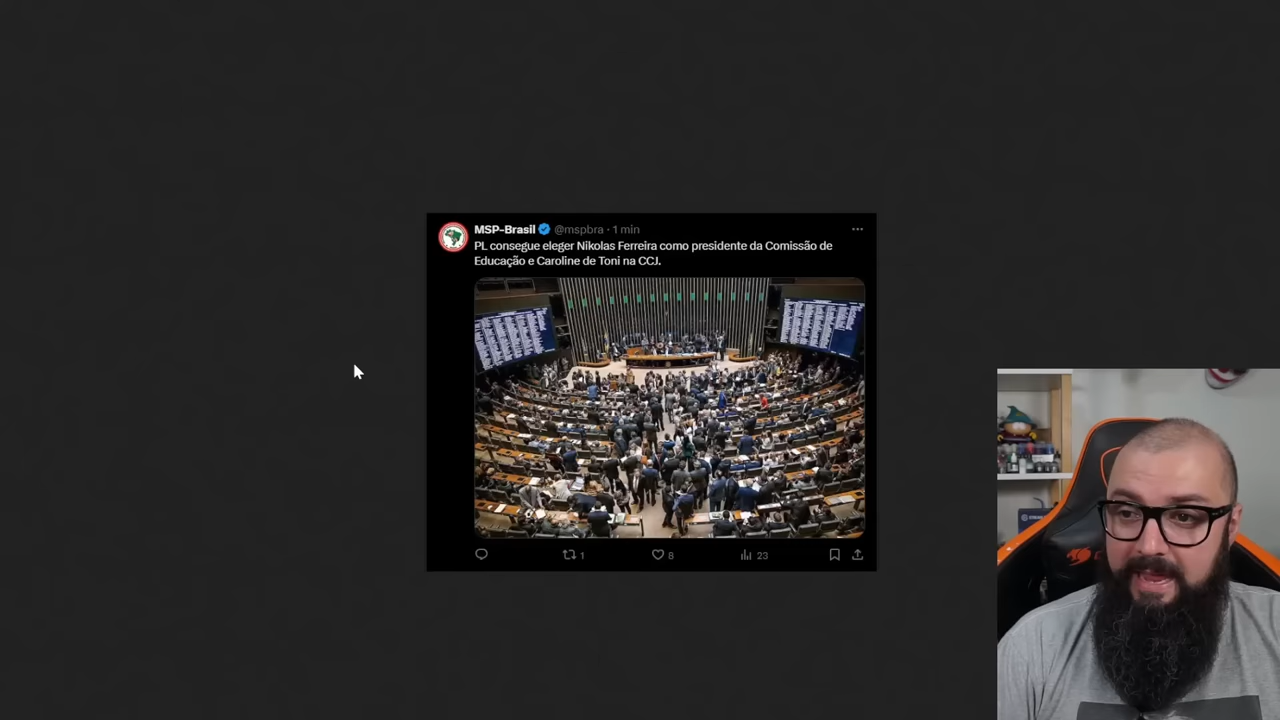 MSP-Brasil @mspbra · 1 min
PL consegue eleger Nikolas Ferreira como presidente da Comissão de
Educação e Caroline de Toni na CCJ.
1 8 23